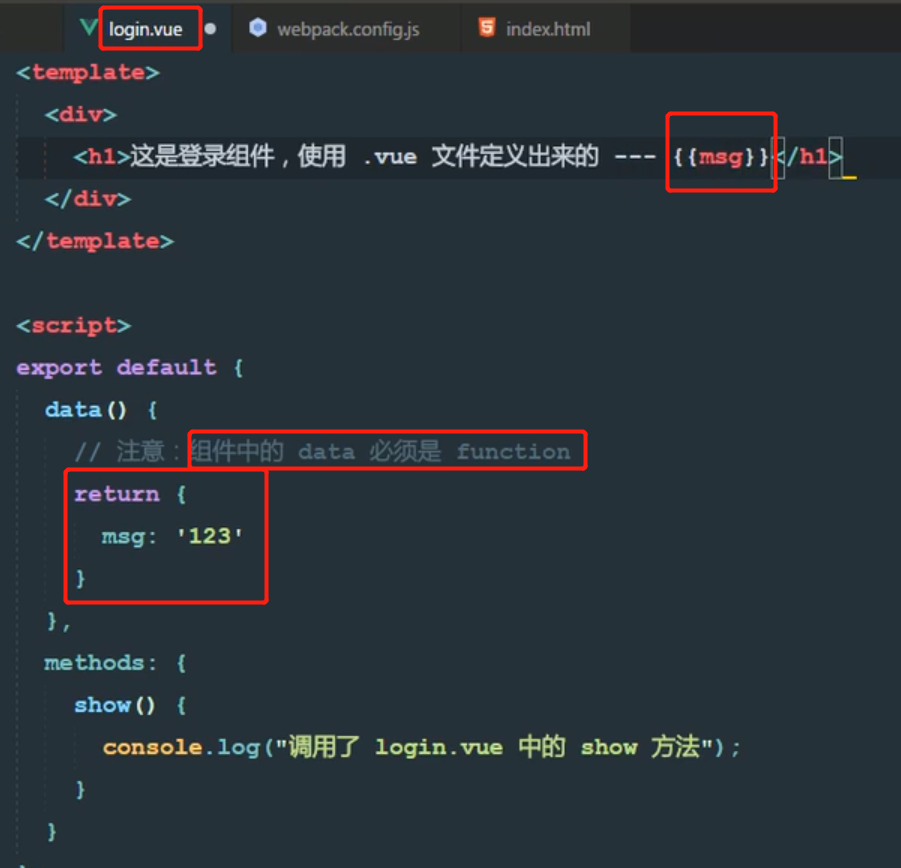 login.vue webpack.config.js index.html
<template>
<div>
<h1>这是登录组件，使用 .vue 文件定义出来的 --- {{msg}}</h1>
</div>
</template>
<script>
export default {
data() {
// 注意：组件中的 data 必须是 function
return {
msg: '123'
}
},
methods: {
show() {
console.log("调用了 login.vue 中的 show 方法");
}
}